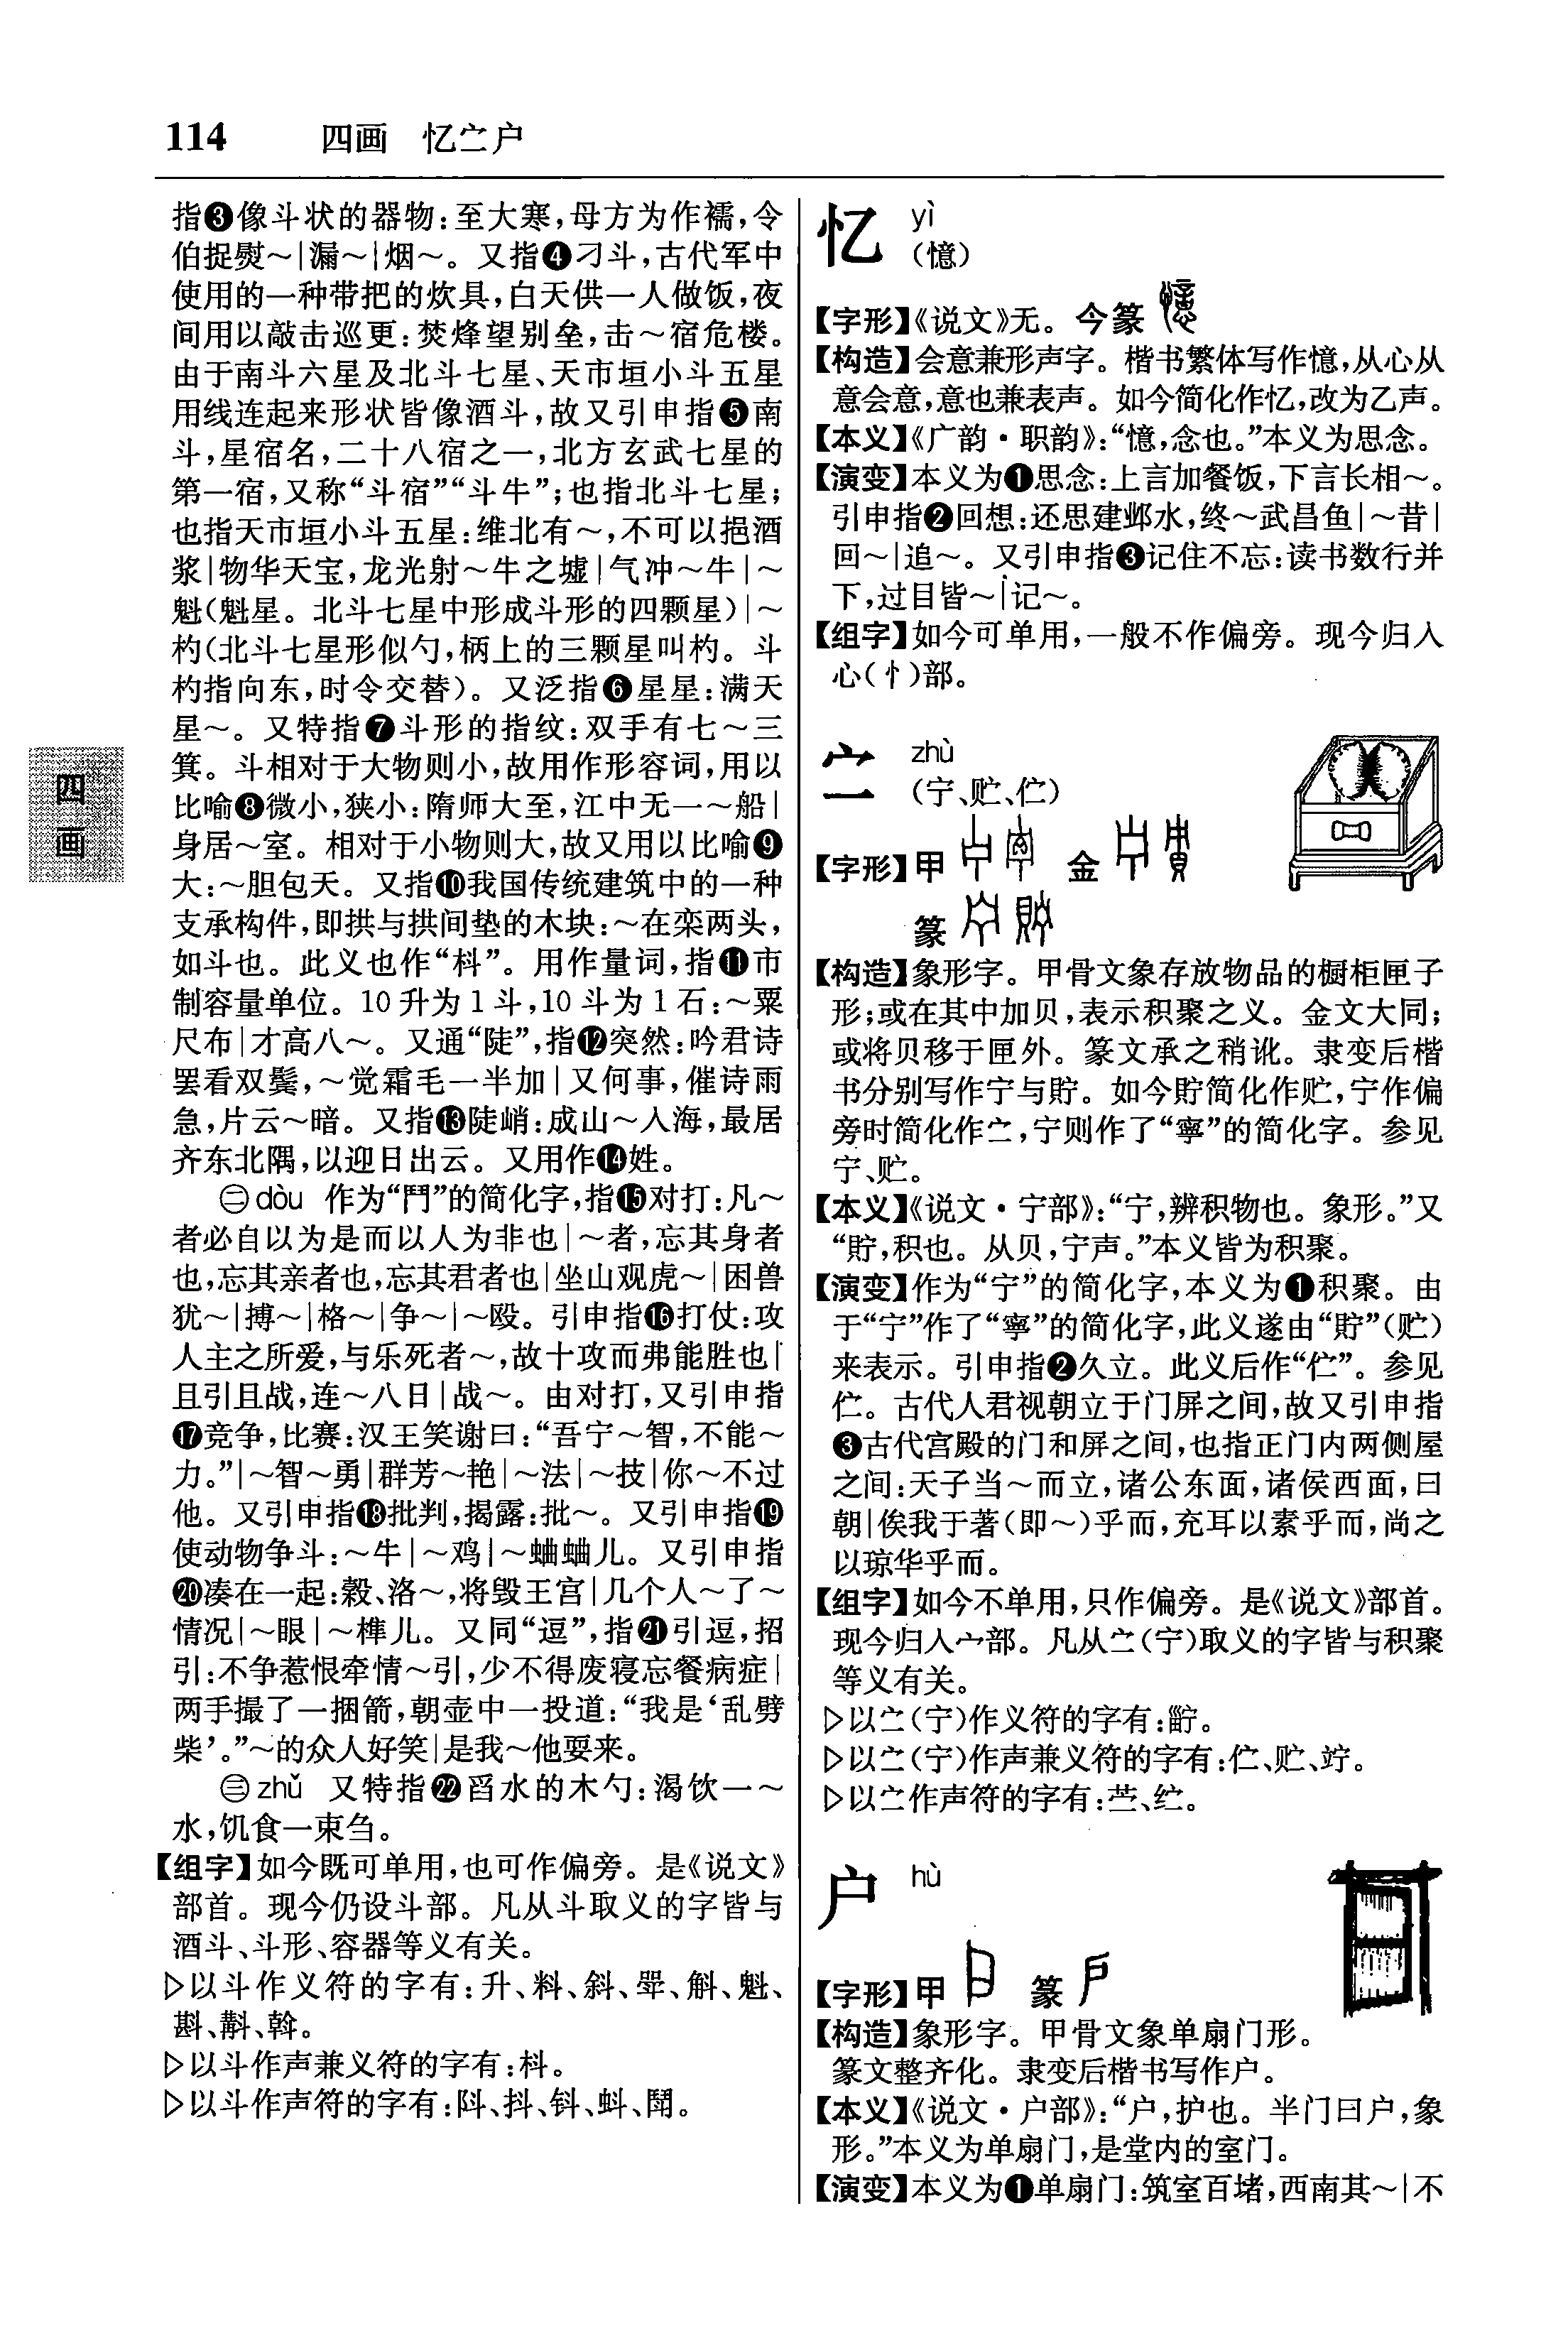 114 四画 忆㝉户
指❸像斗状的器物:至大寒,母方为作襦,令
伯捉熨～|漏～|烟～。又指❹刁斗,古代军中
使用的一种带把的炊具,白天供一人做饭,夜
间用以敲击巡更:焚烽望别垒,击～宿危楼。
由于南斗六星及北斗七星、天市垣小斗五星
用线连起来形状皆像酒斗,故又引申指❺南
斗,星宿名,二十八宿之一,北方玄武七星的
第一宿,又称“斗宿”“斗牛”;也指北斗七星;
也指天市垣小斗五星:维北有～,不可以挹酒
浆|物华天宝,龙光射～牛之墟|气冲～牛|～
魁(魁星。北斗七星中形成斗形的四颗星)|～
杓(北斗七星形似勺,柄上的三颗星叫杓。斗
杓指向东,时令交替)。又泛指❻星星:满天
星～。又特指❼斗形的指纹:双手有七～三
箕。斗相对于大物则小,故用作形容词,用以
比喻❽微小,狭小:隋师大至,江中无一～船|
身居～室。相对于小物则大,故又用以比喻❾
大:～胆包天。又指❿我国传统建筑中的一种
支承构件,即拱与拱间垫的木块:～在栾两头,
如斗也。此义也作“枓”。用作量词,指⓫市
制容量单位。10升为1斗,10斗为1石:～粟
尺布|才高八～。又通“陡”,指⓬突然:吟君诗
罢看双鬓,～觉霜毛一半加|又何事,催诗雨
急,片云～暗。又指⓭陡峭:成山～入海,最居
齐东北隅,以迎日出云。又用作⓮姓。
㊁dòu 作为“鬥”的简化字,指⓯对打:凡～
者必自以为是而以人为非也|～者,忘其身者
也,忘其亲者也,忘其君者也|坐山观虎～|困兽
犹～|搏～|格～|争～|～殴。引申指⓰打仗:攻
人主之所爱,与乐死者～,故十攻而弗能胜也|
且引且战,连～八日|战～。由对打,又引申指
⓱竞争,比赛:汉王笑谢曰:“吾宁～智,不能～
力。”|～智～勇|群芳～艳|～法|～技|你～不过
他。又引申指⓲批判,揭露:批～。又引申指⓳
使动物争斗:～牛|～鸡|～蛐蛐儿。又引申指
⓴凑在一起:穀、洛～,将毁王宫|几个人～了～
情况|～眼|～榫儿。又同“逗”,指㉑引逗,招
引:不争惹恨牵情～引,少不得废寝忘餐病症|
两手撮了一捆箭,朝壶中一投道:“我是‘乱劈
柴’。”～的众人好笑|是我～他耍来。
㊂zhǔ 又特指㉒舀水的木勺:渴饮一～
水,饥食一束刍。
【组字】如今既可单用,也可作偏旁。是《说文》
部首。现今仍设斗部。凡从斗取义的字皆与
酒斗、斗形、容器等义有关。
▷以斗作义符的字有:升、料、斜、斝、斛、魁、
斟、斠、斡。
▷以斗作声兼义符的字有:枓。
▷以斗作声符的字有:阧、抖、钭、蚪、閗。
四画
忆 yì
(憶)
【字形】《说文》无。今篆
【构造】会意兼形声字。楷书繁体写作憶,从心从
意会意,意也兼表声。如今简化作忆,改为乙声。
【本义】《广韵·职韵》:“憶,念也。”本义为思念。
【演变】本义为❶思念:上言加餐饭,下言长相～。
引申指❷回想:还思建邺水,终～武昌鱼|～昔|
回～|追～。又引申指❸记住不忘:读书数行并
下,过目皆～|记～。
【组字】如今可单用,一般不作偏旁。现今归入
心(忄)部。
㝉 zhù
(宁、贮、伫)
【字形】甲 金
篆
【构造】象形字。甲骨文象存放物品的橱柜匣子
形;或在其中加贝,表示积聚之义。金文大同;
或将贝移于匣外。篆文承之稍讹。隶变后楷
书分别写作宁与貯。如今貯简化作贮,宁作偏
旁时简化作㝉,宁则作了“寧”的简化字。参见
宁、贮。
【本义】《说文·宁部》:“宁,辨积物也。象形。”又
“貯,积也。从贝,宁声。”本义皆为积聚。
【演变】作为“宁”的简化字,本义为❶积聚。由
于“宁”作了“寧”的简化字,此义遂由“貯”(贮)
来表示。引申指❷久立。此义后作“伫”。参见
伫。古代人君视朝立于门屏之间,故又引申指
❸古代宫殿的门和屏之间,也指正门内两侧屋
之间:天子当～而立,诸公东面,诸侯西面,曰
朝|俟我于著(即～)乎而,充耳以素乎而,尚之
以琼华乎而。
【组字】如今不单用,只作偏旁。是《说文》部首。
现今归入宀部。凡从㝉(宁)取义的字皆与积聚
等义有关。
▷以㝉(宁)作义符的字有:㽀。
▷以㝉(宁)作声兼义符的字有:伫、贮、竚。
▷以㝉作声符的字有:苎、纻。
户 hù
【字形】甲 篆
【构造】象形字。甲骨文象单扇门形。
篆文整齐化。隶变后楷书写作户。
【本义】《说文·户部》:“户,护也。半门曰户,象
形。”本义为单扇门,是堂内的室门。
【演变】本义为❶单扇门:筑室百堵,西南其～|不